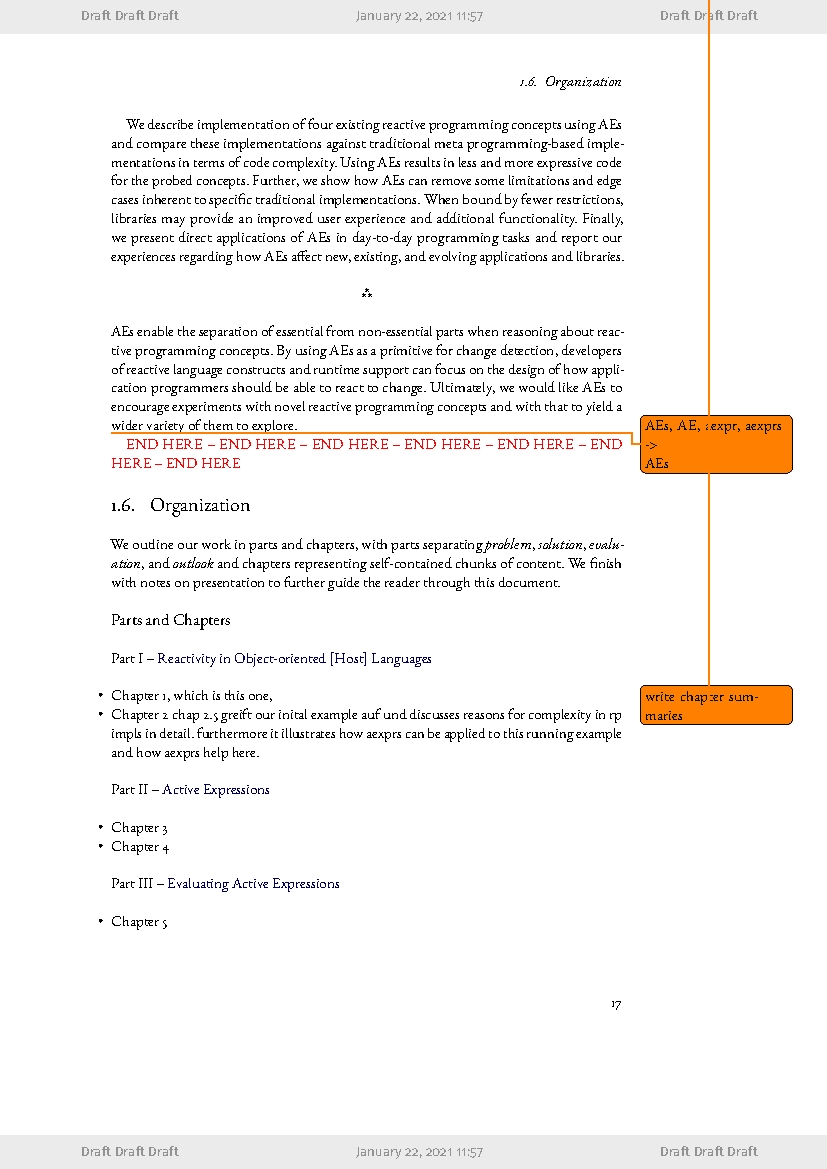 Draft Draft Draft January 22, 2021 11:57 Draft Draft Draft
1.6. Organization
We describe implementation of four existing reactive programming concepts using AEs
and compare these implementations against traditional meta programming-based imple-
mentations in terms of code complexity. Using AEs results in less and more expressive code
for the probed concepts. Further, we show how AEs can remove some limitations and edge
cases inherent to specific traditional implementations. When bound by fewer restrictions,
libraries may provide an improved user experience and additional functionality. Finally,
we present direct applications of AEs in day-to-day programming tasks and report our
experiences regarding how AEs affect new, existing, and evolving applications and libraries.
⁂
AEs enable the separation of essential from non-essential parts when reasoning about reac-
tive programming concepts. By using AEs as a primitive for change detection, developers
of reactive language constructs and runtime support can focus on the design of how appli-
cation programmers should be able to react to change. Ultimately, we would like AEs to
encourage experiments with novel reactive programming concepts and with that to yield a
wider variety of them to explore.
END HERE – END HERE – END HERE – END HERE – END HERE – END
HERE – END HERE
AEs, AE, aexpr, aexprs
->
AEs
1.6. Organization
We outline our work in parts and chapters, with parts separating problem, solution, evalu-
ation, and outlook and chapters representing self-contained chunks of content. We finish
with notes on presentation to further guide the reader through this document.
Parts and Chapters
Part I – Reactivity in Object-oriented [Host] Languages
• Chapter 1, which is this one,
• Chapter 2 chap 2.5 greift our inital example auf und discusses reasons for complexity in rp
impls in detail. furthermore it illustrates how aexprs can be applied to this running example
and how aexprs help here.
write chapter sum-
maries
Part II – Active Expressions
• Chapter 3
• Chapter 4
Part III – Evaluating Active Expressions
• Chapter 5
17
Draft Draft Draft January 22, 2021 11:57 Draft Draft Draft